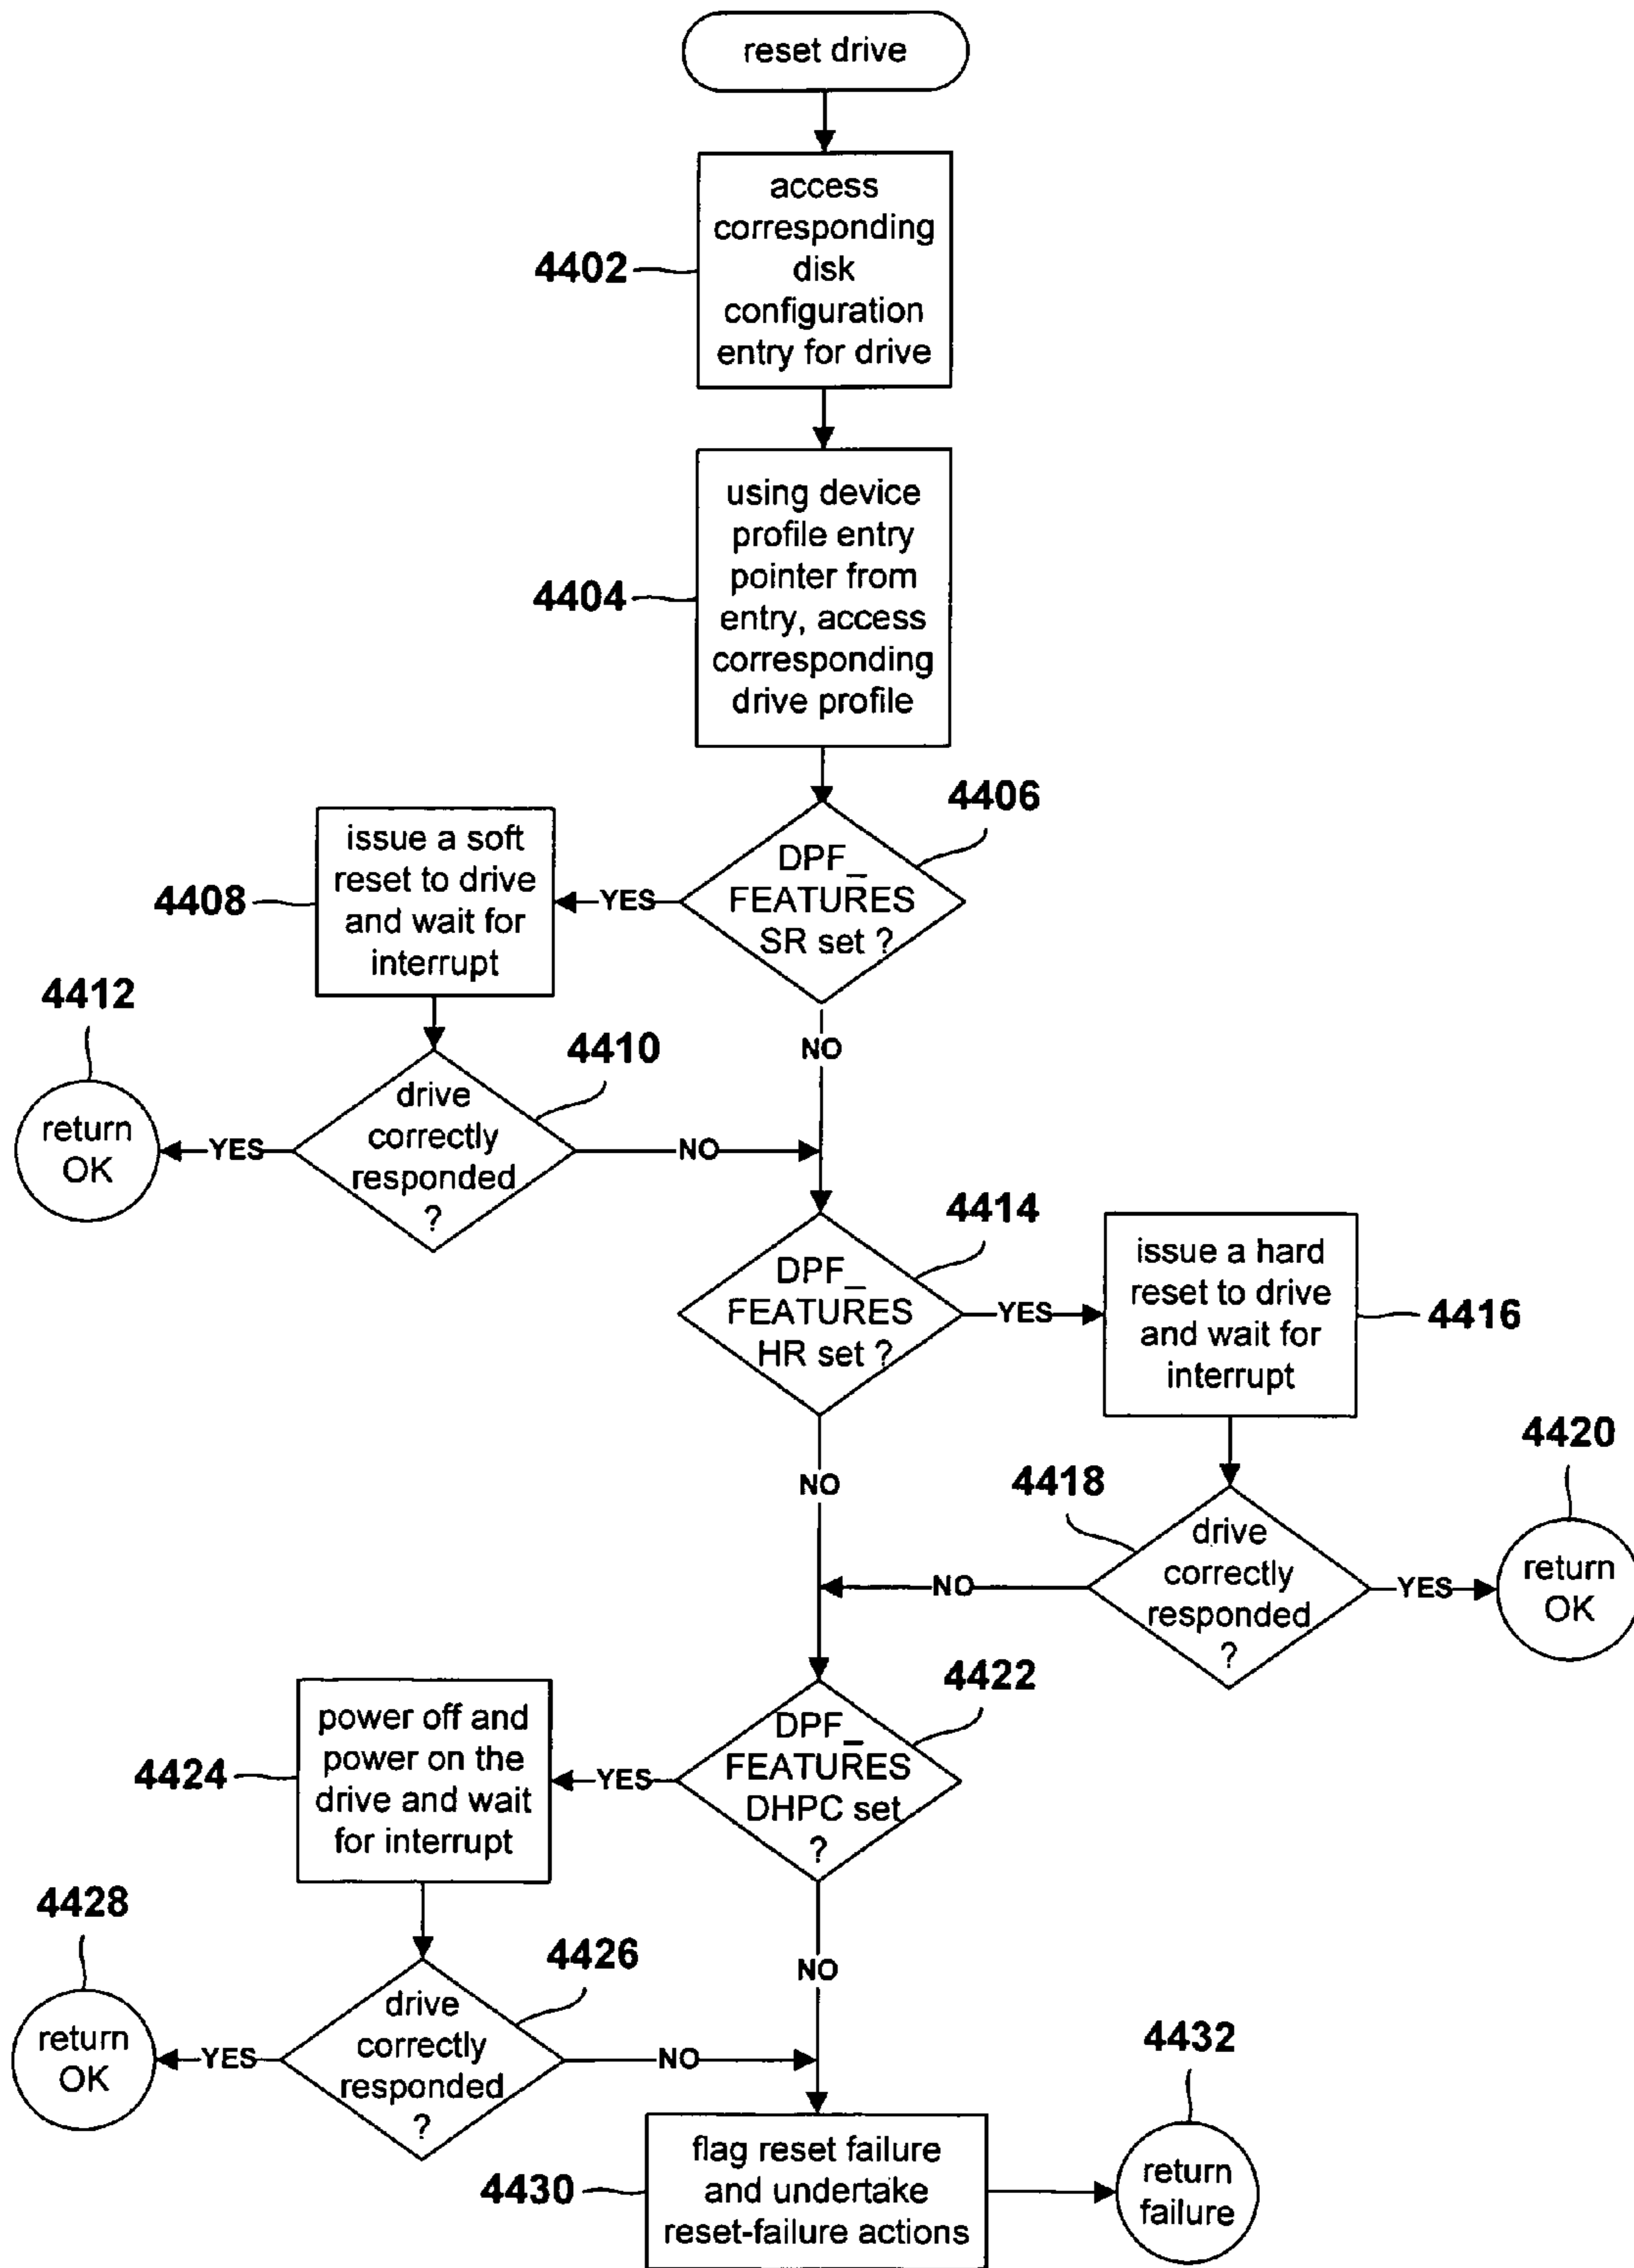 reset drive
access
corresponding
disk
configuration
entry for drive
4402
using device
profile entry
pointer from
entry, access
corresponding
drive profile
4404
4406
DPF_
FEATURES
SR set ?
YES
issue a soft
reset to drive
and wait for
interrupt
4408
NO
4412
return
OK
YES
4410
drive
correctly
responded
?
NO
4414
DPF_
FEATURES
HR set ?
YES
issue a hard
reset to drive
and wait for
interrupt
4416
NO
4418
drive
correctly
responded
?
NO
YES
4420
return
OK
4422
DPF_
FEATURES
DHPC set
?
YES
power off and
power on the
drive and wait
for interrupt
4424
NO
4428
return
OK
YES
4426
drive
correctly
responded
?
NO
flag reset failure
and undertake
reset-failure actions
4430
4432
return
failure